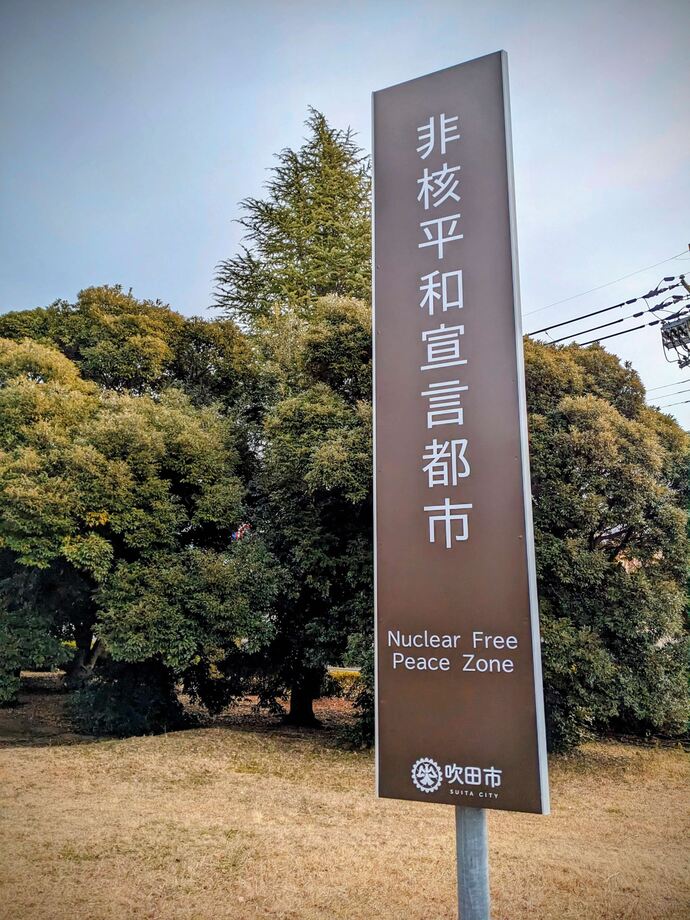 非核平和宣言都市
Nuclear Free
Peace Zone
吹田市
SUITA CITY